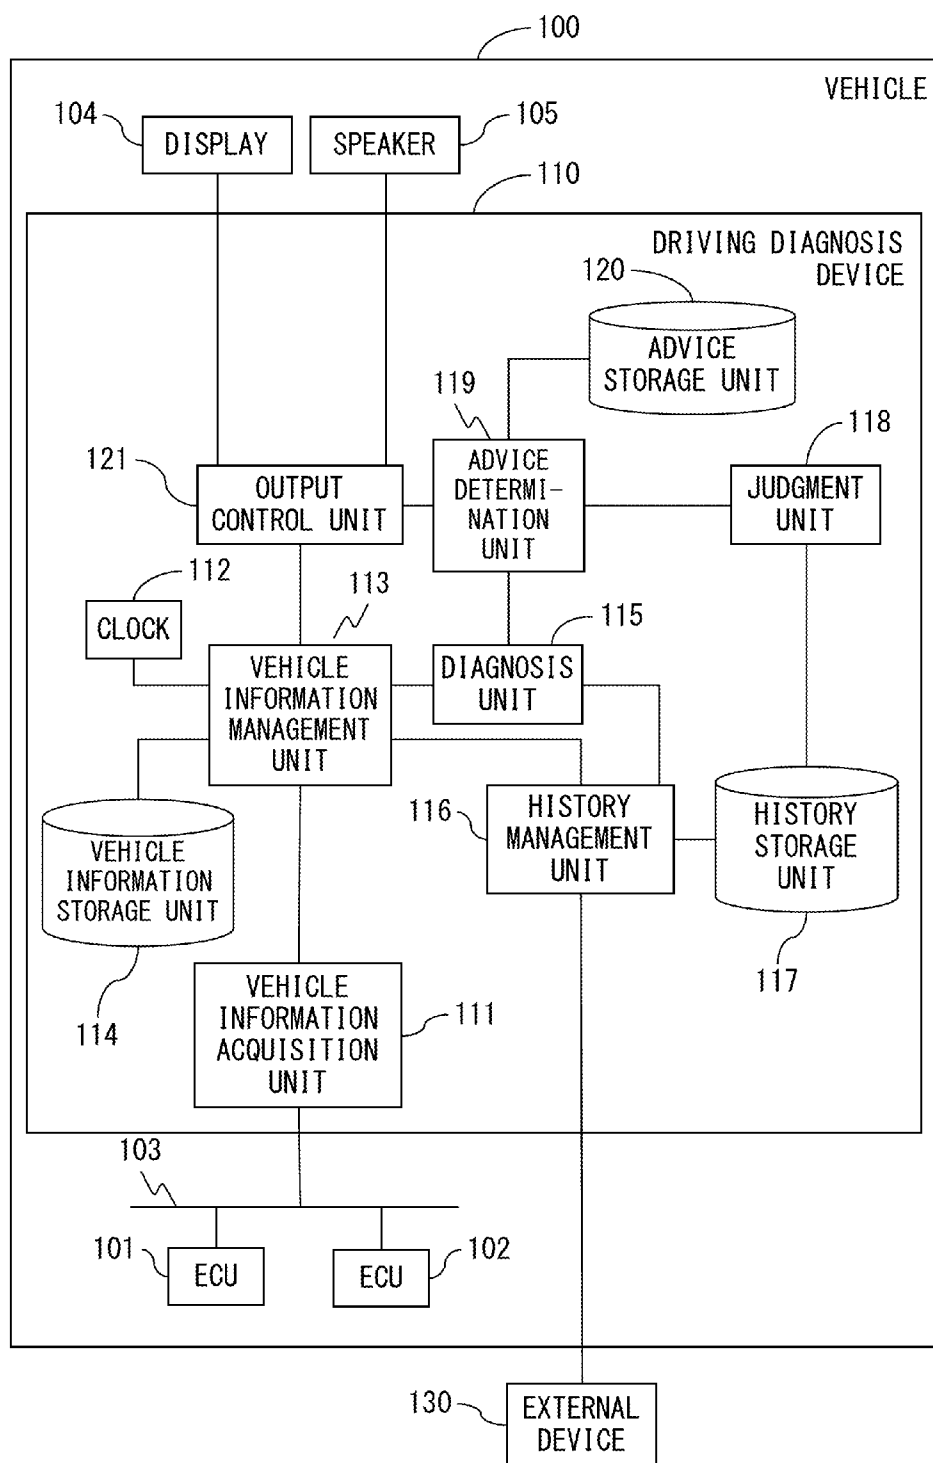 100
VEHICLE
104
DISPLAY
SPEAKER
105
110
DRIVING DIAGNOSIS
DEVICE
120
ADVICE
STORAGE UNIT
119
ADVICE
DETERMI-
NATION
UNIT
118
JUDGMENT
UNIT
121
OUTPUT
CONTROL UNIT
112
CLOCK
113
VEHICLE
INFORMATION
MANAGEMENT
UNIT
115
DIAGNOSIS
UNIT
116
HISTORY
MANAGEMENT
UNIT
HISTORY
STORAGE
UNIT
117
VEHICLE
INFORMATION
STORAGE UNIT
114
VEHICLE
INFORMATION
ACQUISITION
UNIT
111
103
101
ECU
ECU
102
130
EXTERNAL
DEVICE